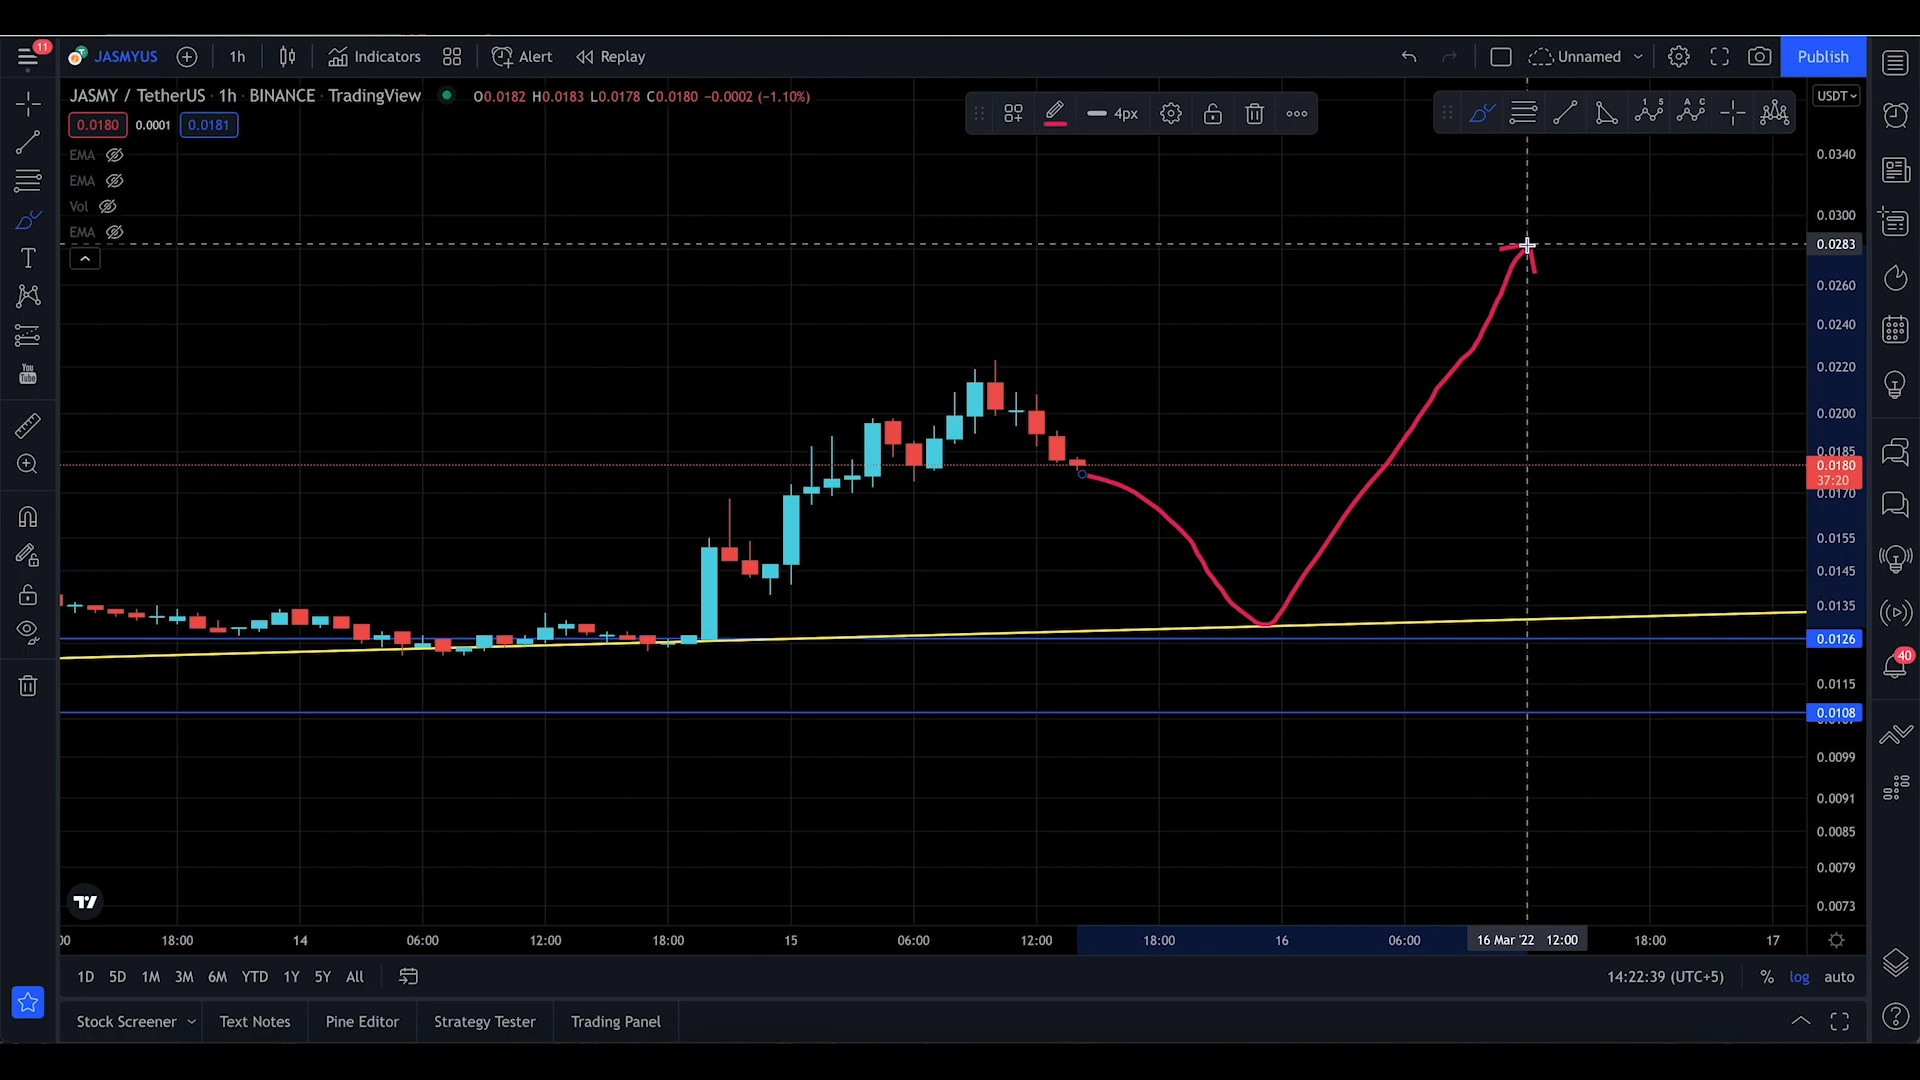 11
JASMYUS
1h
Indicators
Alert
Replay
Unnamed
Publish
JASMY / TetherUS · 1h · BINANCE · TradingView
O0.0182 H0.0183 L0.0178 C0.0180 −0.0002 (−1.10%)
0.0180
0.0001
0.0181
4px
USDT
EMA
EMA
Vol
EMA
0.0340
0.0300
0.0283
0.0260
0.0240
0.0220
0.0200
0.0185
0.0180
37:20
0.0170
0.0155
0.0145
0.0135
0.0126
0.0115
0.0108
0.0099
0.0091
0.0085
0.0079
0.0073
You
Tube
40
18:00
14
06:00
12:00
18:00
15
06:00
12:00
18:00
16
06:00
16 Mar '22 12:00
18:00
17
1D
5D
1M
3M
6M
YTD
1Y
5Y
All
14:22:39 (UTC+5)
%
log
auto
Stock Screener
Text Notes
Pine Editor
Strategy Tester
Trading Panel